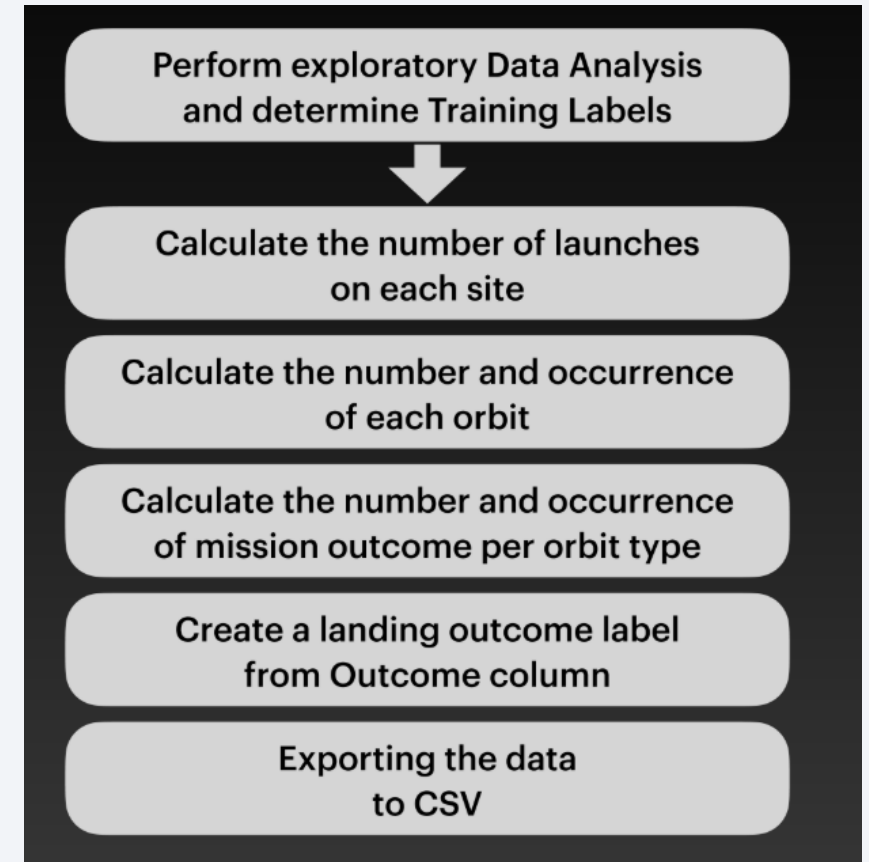 Perform exploratory Data Analysis
and determine Training Labels
Calculate the number of launches
on each site
Calculate the number and occurrence
of each orbit
Calculate the number and occurrence
of mission outcome per orbit type
Create a landing outcome label
from Outcome column
Exporting the data
to CSV